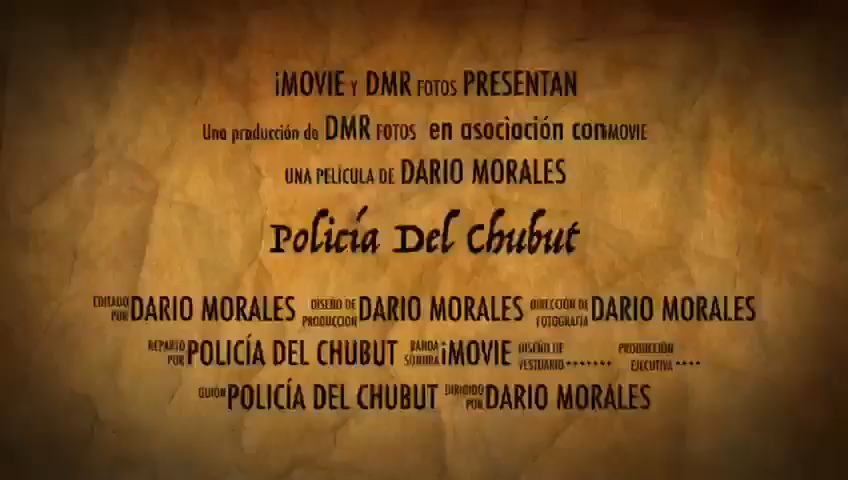 iMOVIE Y DMR FOTOS PRESENTAN
Una producción de DMR FOTOS en asociación con iMOVIE
UNA PELÍCULA DE DARIO MORALES
Policía Del Chubut
EDITADO POR DARIO MORALES DISEÑO DE PRODUCCION DARIO MORALES DIRECCIÓN DE FOTOGRAFÍA DARIO MORALES
REPARTO POR POLICÍA DEL CHUBUT BANDA SONORA iMOVIE DISEÑO DE VESTUARIO ······· PRODUCCIÓN EJECUTIVA ····
GUION POLICÍA DEL CHUBUT DIRIGIDO POR DARIO MORALES